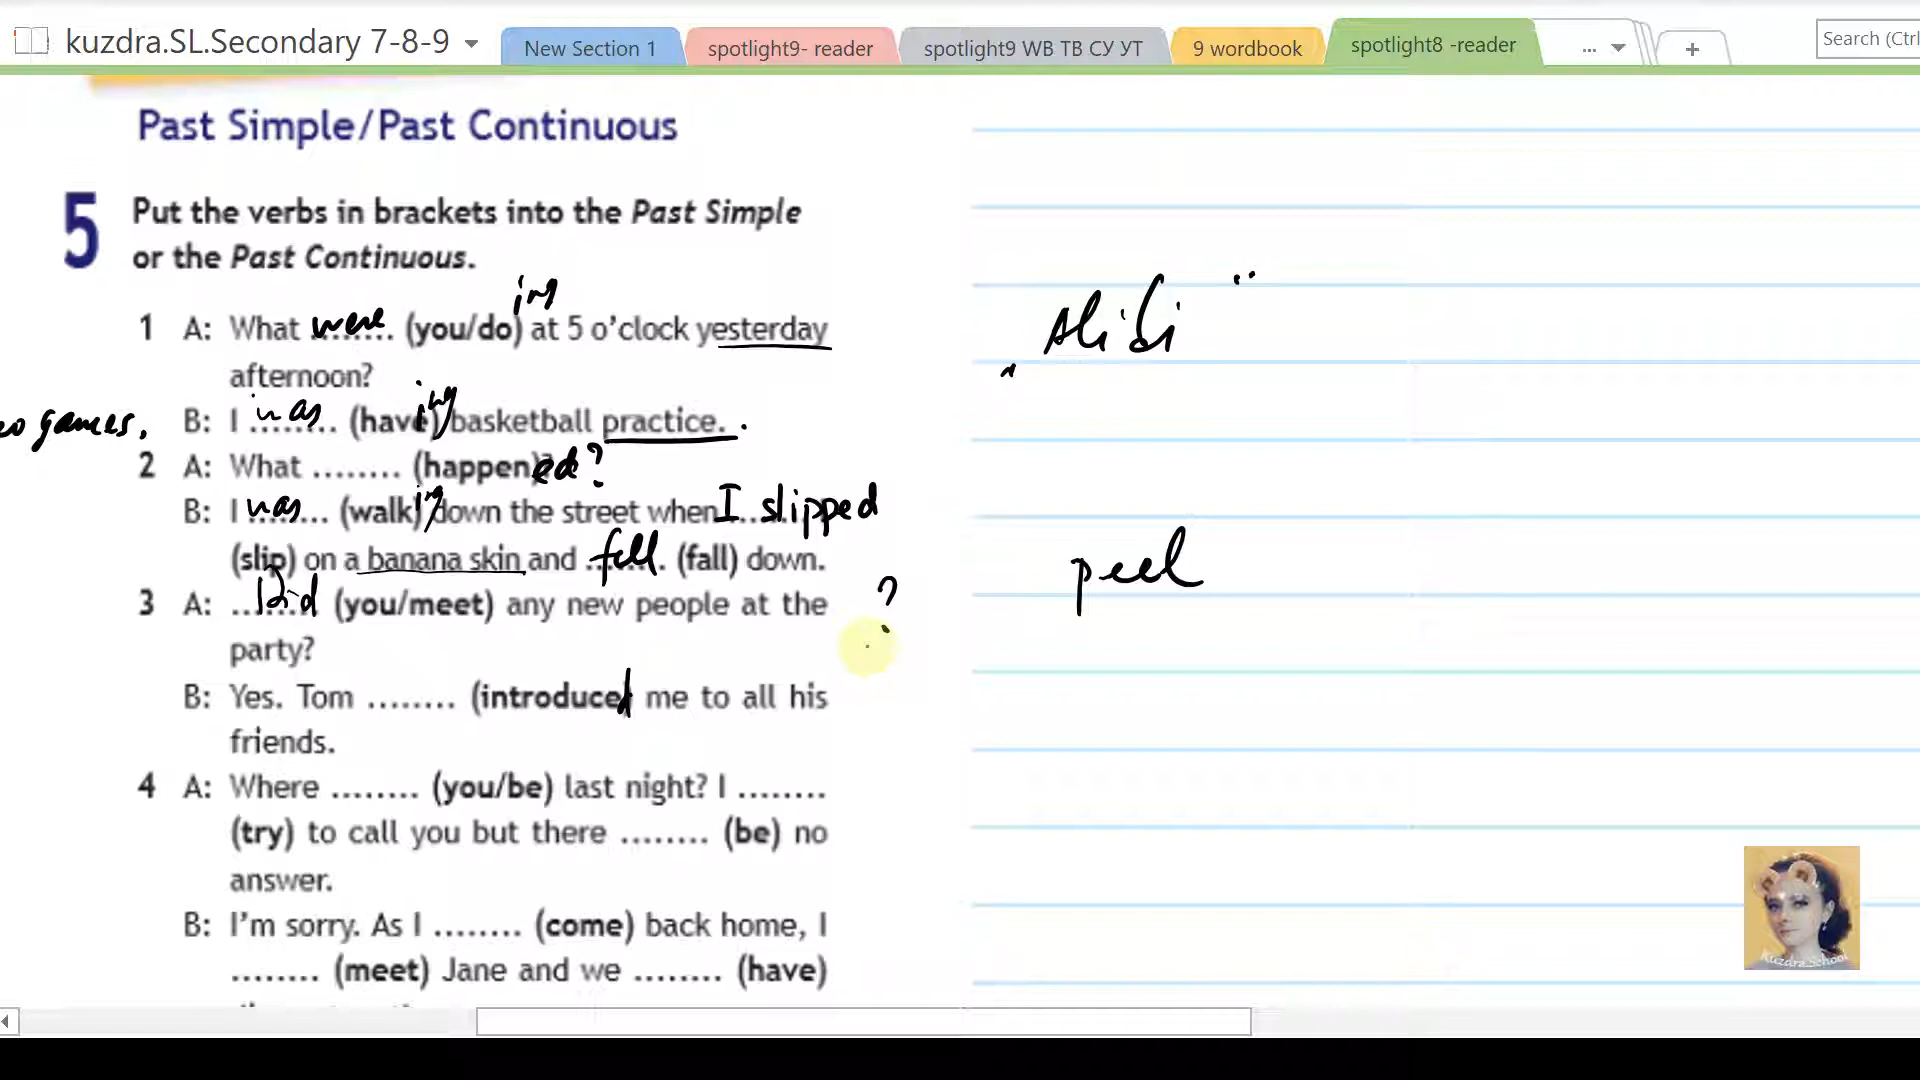 kuzdra.SL.Secondary 7-8-9
New Section 1
spotlight9- reader
spotlight9 WB TB СУ УТ
9 wordbook
spotlight8 -reader
...
+
Search (Ctrl
Past Simple/Past Continuous
5 Put the verbs in brackets into the Past Simple
or the Past Continuous.
1 A: What were (you/do) ing at 5 o'clock yesterday
afternoon?
games.
B: I was (have) ing basketball practice.
2 A: What ........ (happen)ed?
B: I was (walk) ing down the street when I slipped
(slip) on a banana skin and fell (fall) down.
peel
3 A: Did (you/meet) any new people at the
?
party?
B: Yes. Tom ........ (introduced me to all his
friends.
4 A: Where ........ (you/be) last night? I ........
(try) to call you but there ........ (be) no
answer.
B: I'm sorry. As I ........ (come) back home, I
........ (meet) Jane and we ........ (have)
Kuzdra.School